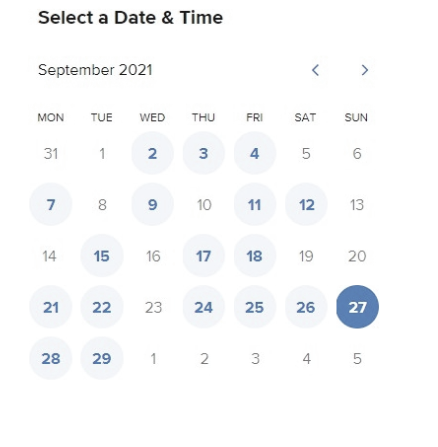 Select a Date & Time
September 2021
MON TUE WED THU FRI SAT SUN
31 1 2 3 4 5 6
7 8 9 10 11 12 13
14 15 16 17 18 19 20
21 22 23 24 25 26 27
28 29 1 2 3 4 5